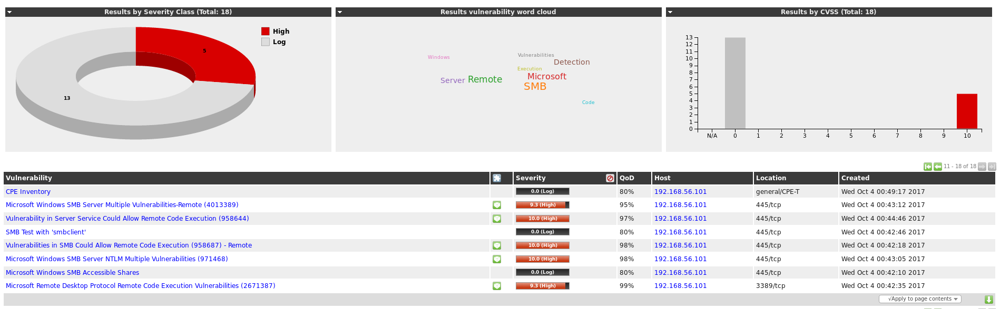 Results by Severity Class (Total: 18)
High
Log
5
13
Results vulnerability word cloud
Windows
Vulnerabilities
Detection
Execution
Microsoft
Server Remote
SMB
Code
Results by CVSS (Total: 18)
13
12
11
10
9
8
7
6
5
4
3
2
1
0
N/A 0 1 2 3 4 5 6 7 8 9 10
11 - 18 of 18
Vulnerability Severity QoD Host Location Created
CPE Inventory 0.0 (Log) 80% 192.168.56.101 general/CPE-T Wed Oct 4 00:49:17 2017
Microsoft Windows SMB Server Multiple Vulnerabilities-Remote (4013389) 9.3 (High) 95% 192.168.56.101 445/tcp Wed Oct 4 00:43:12 2017
Vulnerability in Server Service Could Allow Remote Code Execution (958644) 10.0 (High) 97% 192.168.56.101 445/tcp Wed Oct 4 00:44:46 2017
SMB Test with 'smbclient' 0.0 (Log) 80% 192.168.56.101 445/tcp Wed Oct 4 00:42:46 2017
Vulnerabilities in SMB Could Allow Remote Code Execution (958687) - Remote 10.0 (High) 98% 192.168.56.101 445/tcp Wed Oct 4 00:42:18 2017
Microsoft Windows SMB Server NTLM Multiple Vulnerabilities (971468) 10.0 (High) 98% 192.168.56.101 445/tcp Wed Oct 4 00:43:05 2017
Microsoft Windows SMB Accessible Shares 0.0 (Log) 80% 192.168.56.101 445/tcp Wed Oct 4 00:42:10 2017
Microsoft Remote Desktop Protocol Remote Code Execution Vulnerabilities (2671387) 9.3 (High) 99% 192.168.56.101 3389/tcp Wed Oct 4 00:42:35 2017
√Apply to page contents